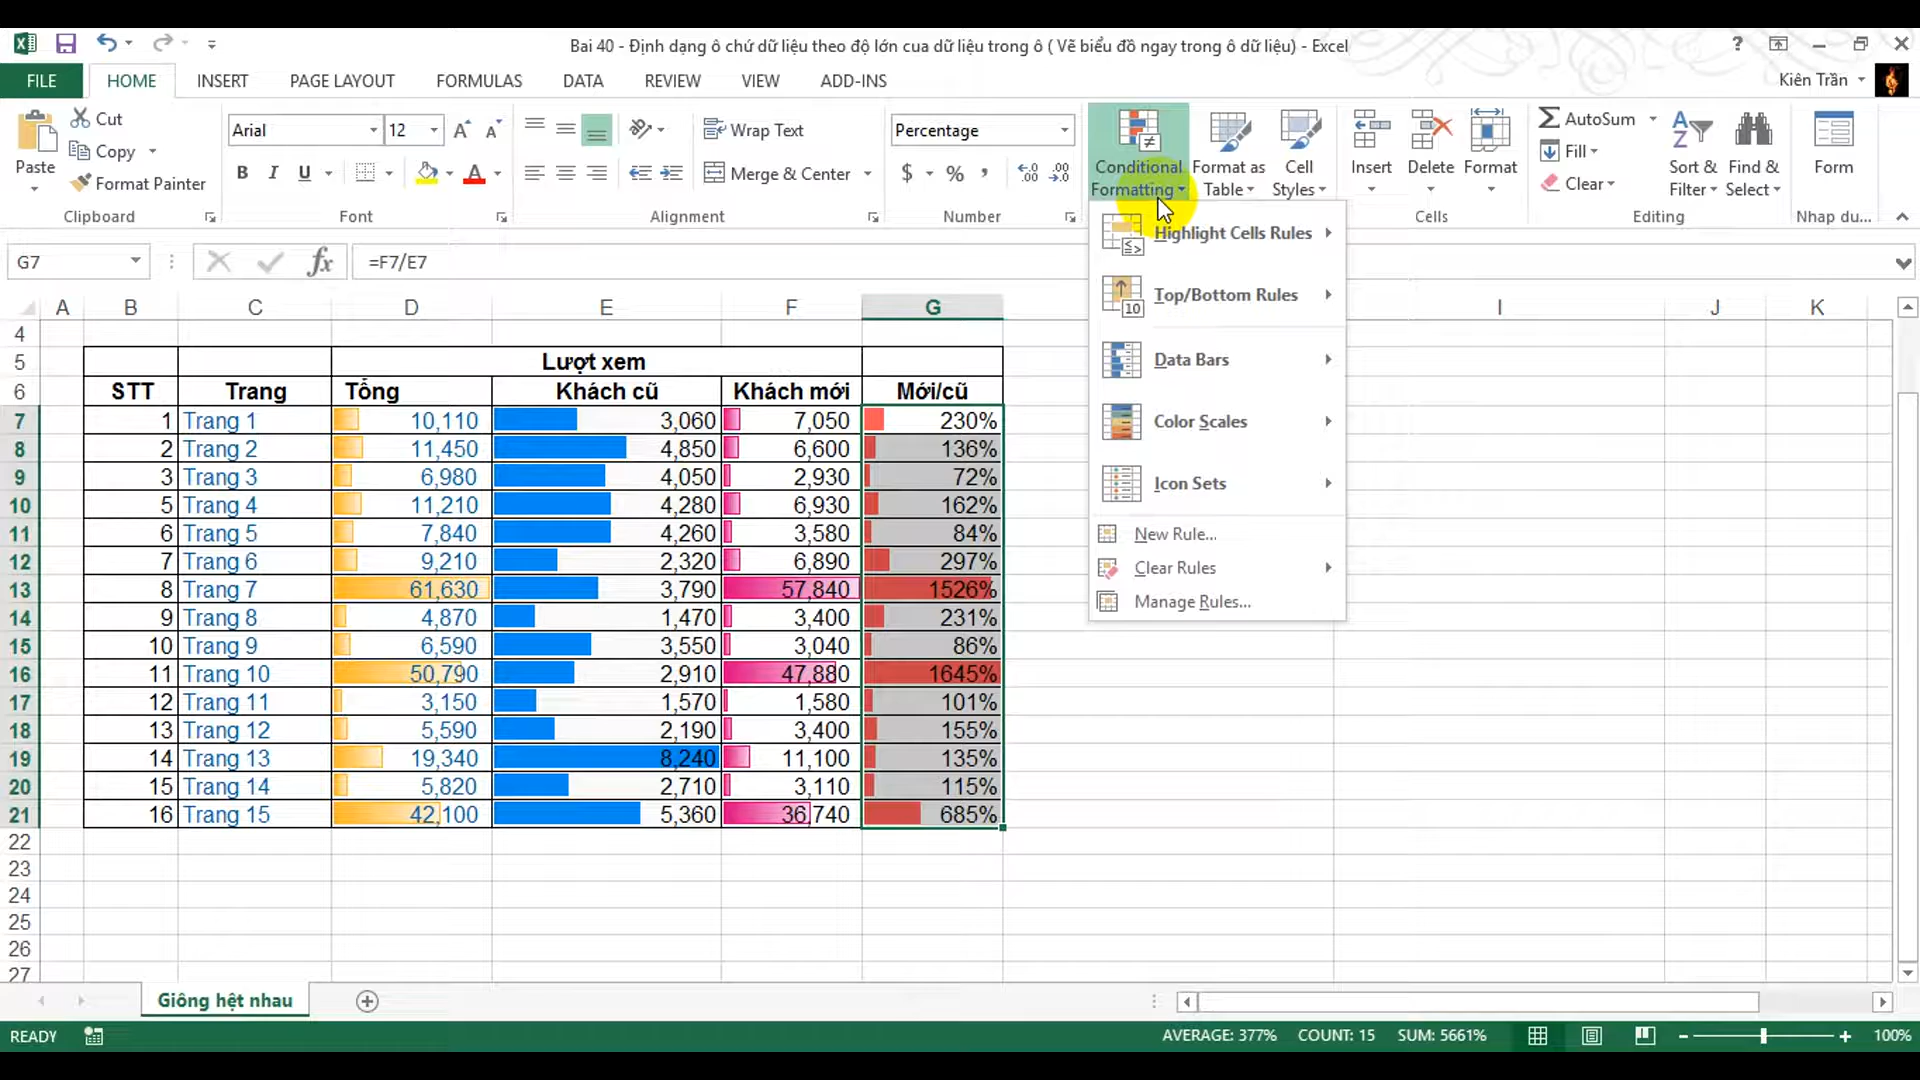 Bai 40 - Định dạng ô chứ dữ liệu theo độ lớn cua dữ liệu trong ô ( Vẽ biểu đồ ngay trong ô dữ liệu) - Excel
?
FILE HOME INSERT PAGE LAYOUT FORMULAS DATA REVIEW VIEW ADD-INS Kiên Trần
Paste
Cut
Copy
Format Painter
Clipboard
Arial 12
B I U
Font
Wrap Text
Merge & Center
Alignment
Percentage
$ % ,
Number
Conditional Formatting
Format as Table
Cell Styles
Insert
Delete
Format
Cells
AutoSum
Fill
Clear
Sort & Filter
Find & Select
Editing
Form
Nhap du...
G7 fx =F7/E7
Highlight Cells Rules
Top/Bottom Rules
Data Bars
Color Scales
Icon Sets
New Rule...
Clear Rules
Manage Rules...
A B C D E F G I J K
4
5 Lượt xem
6 STT Trang Tổng Khách cũ Khách mới Mới/cũ
7 1 Trang 1 10,110 3,060 7,050 230%
8 2 Trang 2 11,450 4,850 6,600 136%
9 3 Trang 3 6,980 4,050 2,930 72%
10 5 Trang 4 11,210 4,280 6,930 162%
11 6 Trang 5 7,840 4,260 3,580 84%
12 7 Trang 6 9,210 2,320 6,890 297%
13 8 Trang 7 61,630 3,790 57,840 1526%
14 9 Trang 8 4,870 1,470 3,400 231%
15 10 Trang 9 6,590 3,550 3,040 86%
16 11 Trang 10 50,790 2,910 47,880 1645%
17 12 Trang 11 3,150 1,570 1,580 101%
18 13 Trang 12 5,590 2,190 3,400 155%
19 14 Trang 13 19,340 8,240 11,100 135%
20 15 Trang 14 5,820 2,710 3,110 115%
21 16 Trang 15 42,100 5,360 36,740 685%
22
23
24
25
26
27
Giông hệt nhau
READY AVERAGE: 377% COUNT: 15 SUM: 5661% 100%